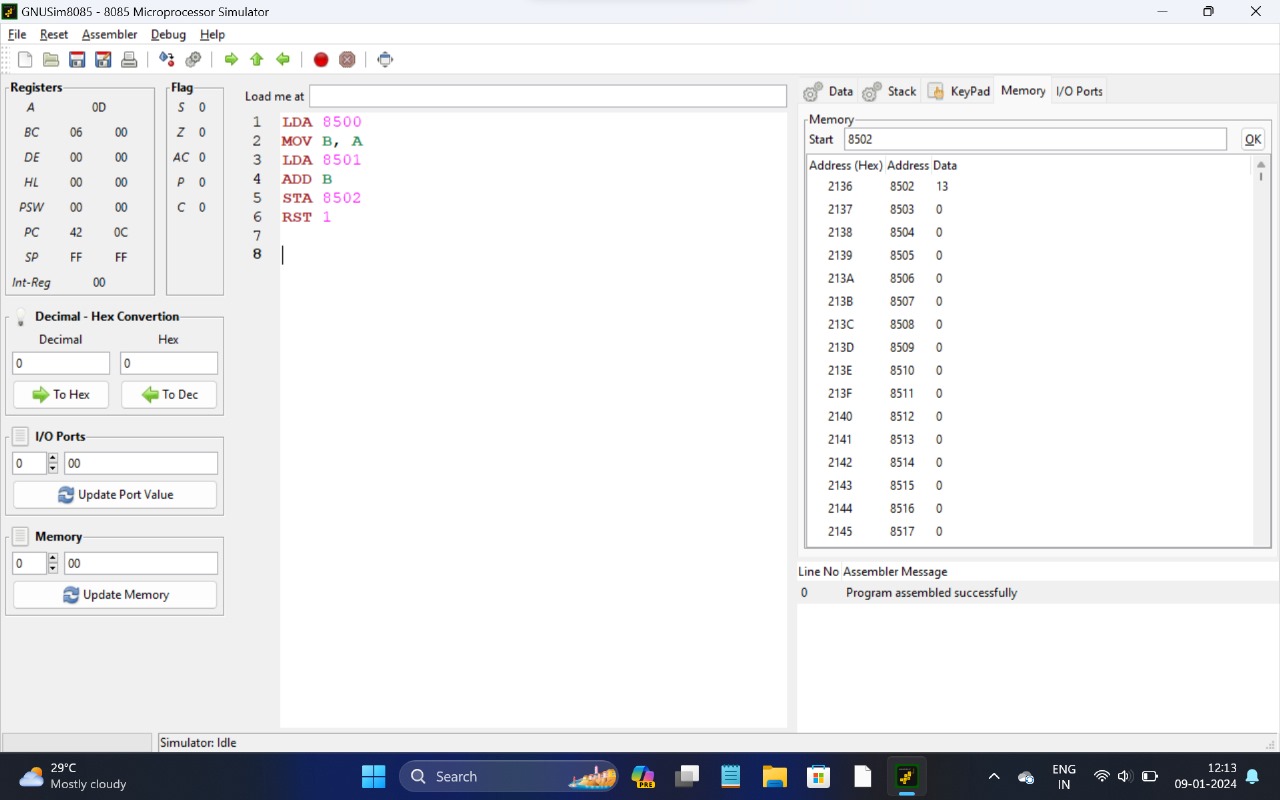 GNUSim8085 - 8085 Microprocessor Simulator
File Reset Assembler Debug Help
Registers
A 0D
BC 06 00
DE 00 00
HL 00 00
PSW 00 00
PC 42 0C
SP FF FF
Int-Reg 00
Flag
S 0
Z 0
AC 0
P 0
C 0
Decimal - Hex Convertion
Decimal Hex
0 0
To Hex To Dec
I/O Ports
0 00
Update Port Value
Memory
0 00
Update Memory
Load me at
1 LDA 8500
2 MOV B, A
3 LDA 8501
4 ADD B
5 STA 8502
6 RST 1
7
8
Data Stack KeyPad Memory I/O Ports
Memory
Start 8502 OK
Address (Hex) Address Data
2136 8502 13
2137 8503 0
2138 8504 0
2139 8505 0
213A 8506 0
213B 8507 0
213C 8508 0
213D 8509 0
213E 8510 0
213F 8511 0
2140 8512 0
2141 8513 0
2142 8514 0
2143 8515 0
2144 8516 0
2145 8517 0
Line No Assembler Message
0 Program assembled successfully
Simulator: Idle
29°C
Mostly cloudy
Search
PRE
ENG
IN
12:13
09-01-2024